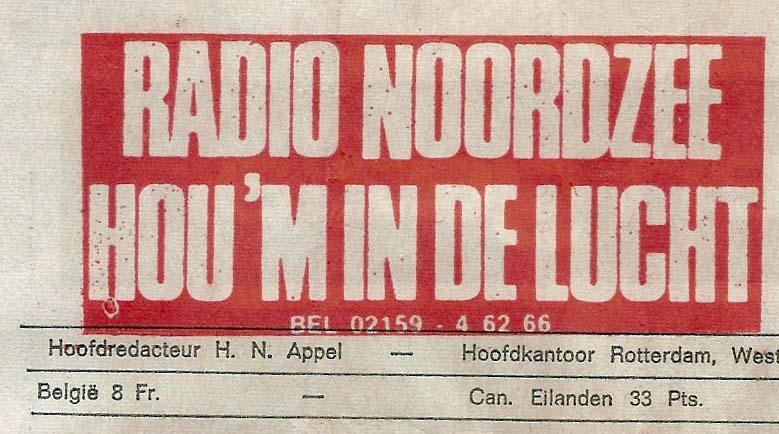 RADIO NOORDZEE
HOU'M IN DE LUCHT
BEL 02159 - 4 62 66
Hoofdredacteur H. N. Appel — Hoofdkantoor Rotterdam, West
België 8 Fr. — Can. Eilanden 33 Pts.